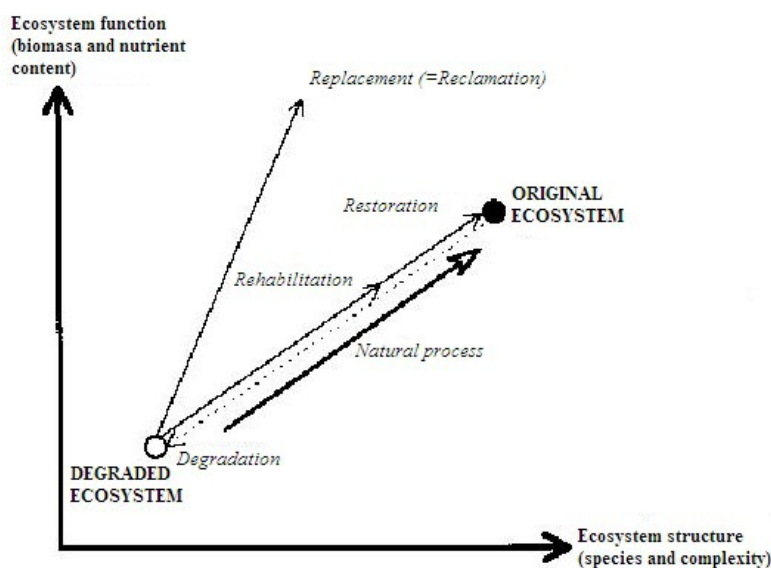 Ecosystem function
(biomasa and nutrient
content)
Replacement (=Reclamation)
ORIGINAL
ECOSYSTEM
Restoration
Rehabilitation
Natural process
Degradation
DEGRADED
ECOSYSTEM
Ecosystem structure
(species and complexity)